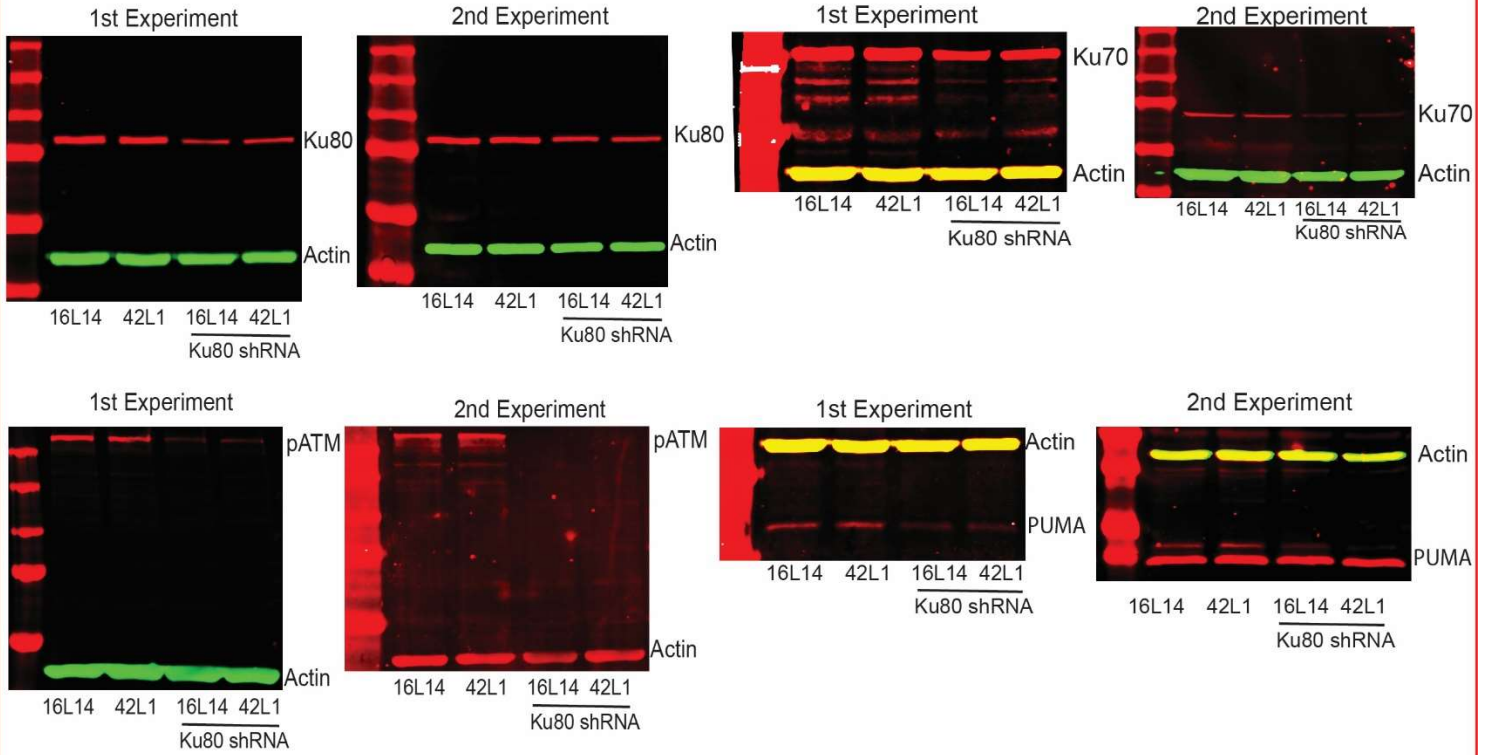 1st Experiment
Ku80
Actin
16L14 42L1 16L14 42L1
Ku80 shRNA
2nd Experiment
Ku80
Actin
16L14 42L1 16L14 42L1
Ku80 shRNA
1st Experiment
Ku70
Actin
16L14 42L1 16L14 42L1
Ku80 shRNA
2nd Experiment
Ku70
Actin
16L14 42L1 16L14 42L1
Ku80 shRNA
1st Experiment
pATM
Actin
16L14 42L1 16L14 42L1
Ku80 shRNA
2nd Experiment
pATM
Actin
16L14 42L1 16L14 42L1
Ku80 shRNA
1st Experiment
Actin
PUMA
16L14 42L1 16L14 42L1
Ku80 shRNA
2nd Experiment
Actin
PUMA
16L14 42L1 16L14 42L1
Ku80 shRNA